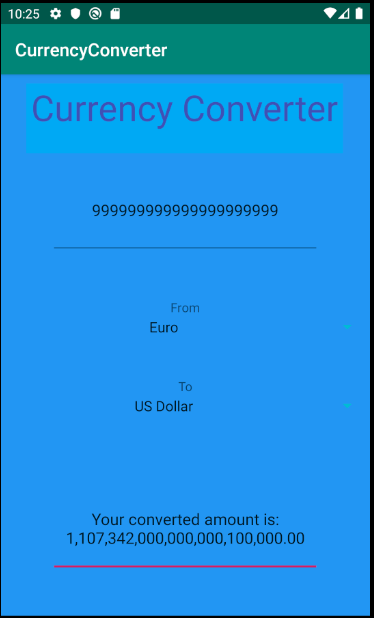 10:25
CurrencyConverter
Currency Converter
999999999999999999999
From
Euro
To
US Dollar
Your converted amount is:
1,107,342,000,000,000,100,000.00